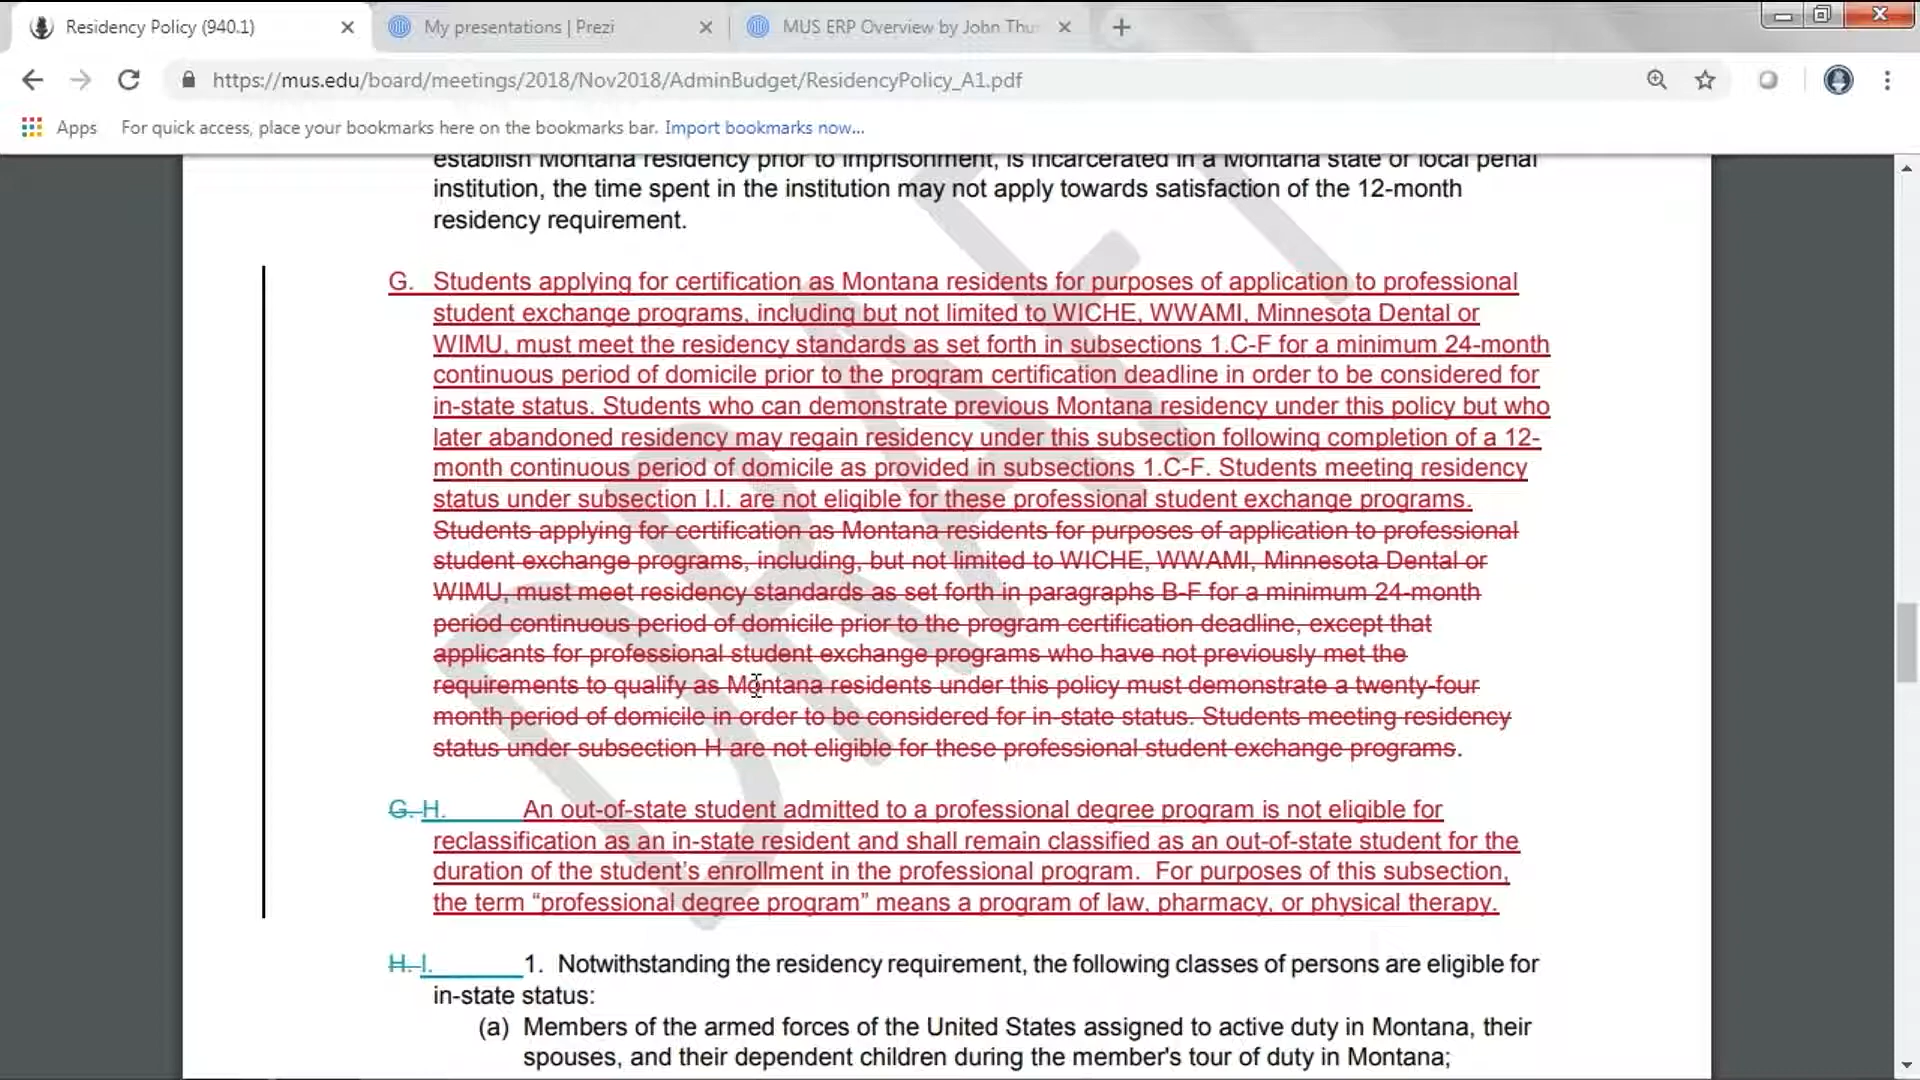 Residency Policy (940.1)
My presentations | Prezi
MUS ERP Overview by John Thu
https://mus.edu/board/meetings/2018/Nov2018/AdminBudget/ResidencyPolicy_A1.pdf
Apps For quick access, place your bookmarks here on the bookmarks bar. Import bookmarks now...
establish Montana residency prior to imprisonment, is incarcerated in a Montana state or local penal
institution, the time spent in the institution may not apply towards satisfaction of the 12-month
residency requirement.
G. Students applying for certification as Montana residents for purposes of application to professional
student exchange programs, including but not limited to WICHE, WWAMI, Minnesota Dental or
WIMU, must meet the residency standards as set forth in subsections 1.C-F for a minimum 24-month
continuous period of domicile prior to the program certification deadline in order to be considered for
in-state status. Students who can demonstrate previous Montana residency under this policy but who
later abandoned residency may regain residency under this subsection following completion of a 12-
month continuous period of domicile as provided in subsections 1.C-F. Students meeting residency
status under subsection I.I. are not eligible for these professional student exchange programs.
Students applying for certification as Montana residents for purposes of application to professional
student exchange programs, including, but not limited to WICHE, WWAMI, Minnesota Dental or
WIMU, must meet residency standards as set forth in paragraphs B-F for a minimum 24-month
period continuous period of domicile prior to the program certification deadline, except that
applicants for professional student exchange programs who have not previously met the
requirements to qualify as Montana residents under this policy must demonstrate a twenty-four
month period of domicile in order to be considered for in-state status. Students meeting residency
status under subsection H are not eligible for these professional student exchange programs.
G. H. An out-of-state student admitted to a professional degree program is not eligible for
reclassification as an in-state resident and shall remain classified as an out-of-state student for the
duration of the student's enrollment in the professional program. For purposes of this subsection,
the term “professional degree program” means a program of law, pharmacy, or physical therapy.
H. I. 1. Notwithstanding the residency requirement, the following classes of persons are eligible for
in-state status:
(a) Members of the armed forces of the United States assigned to active duty in Montana, their
spouses, and their dependent children during the member's tour of duty in Montana;
DRAFT